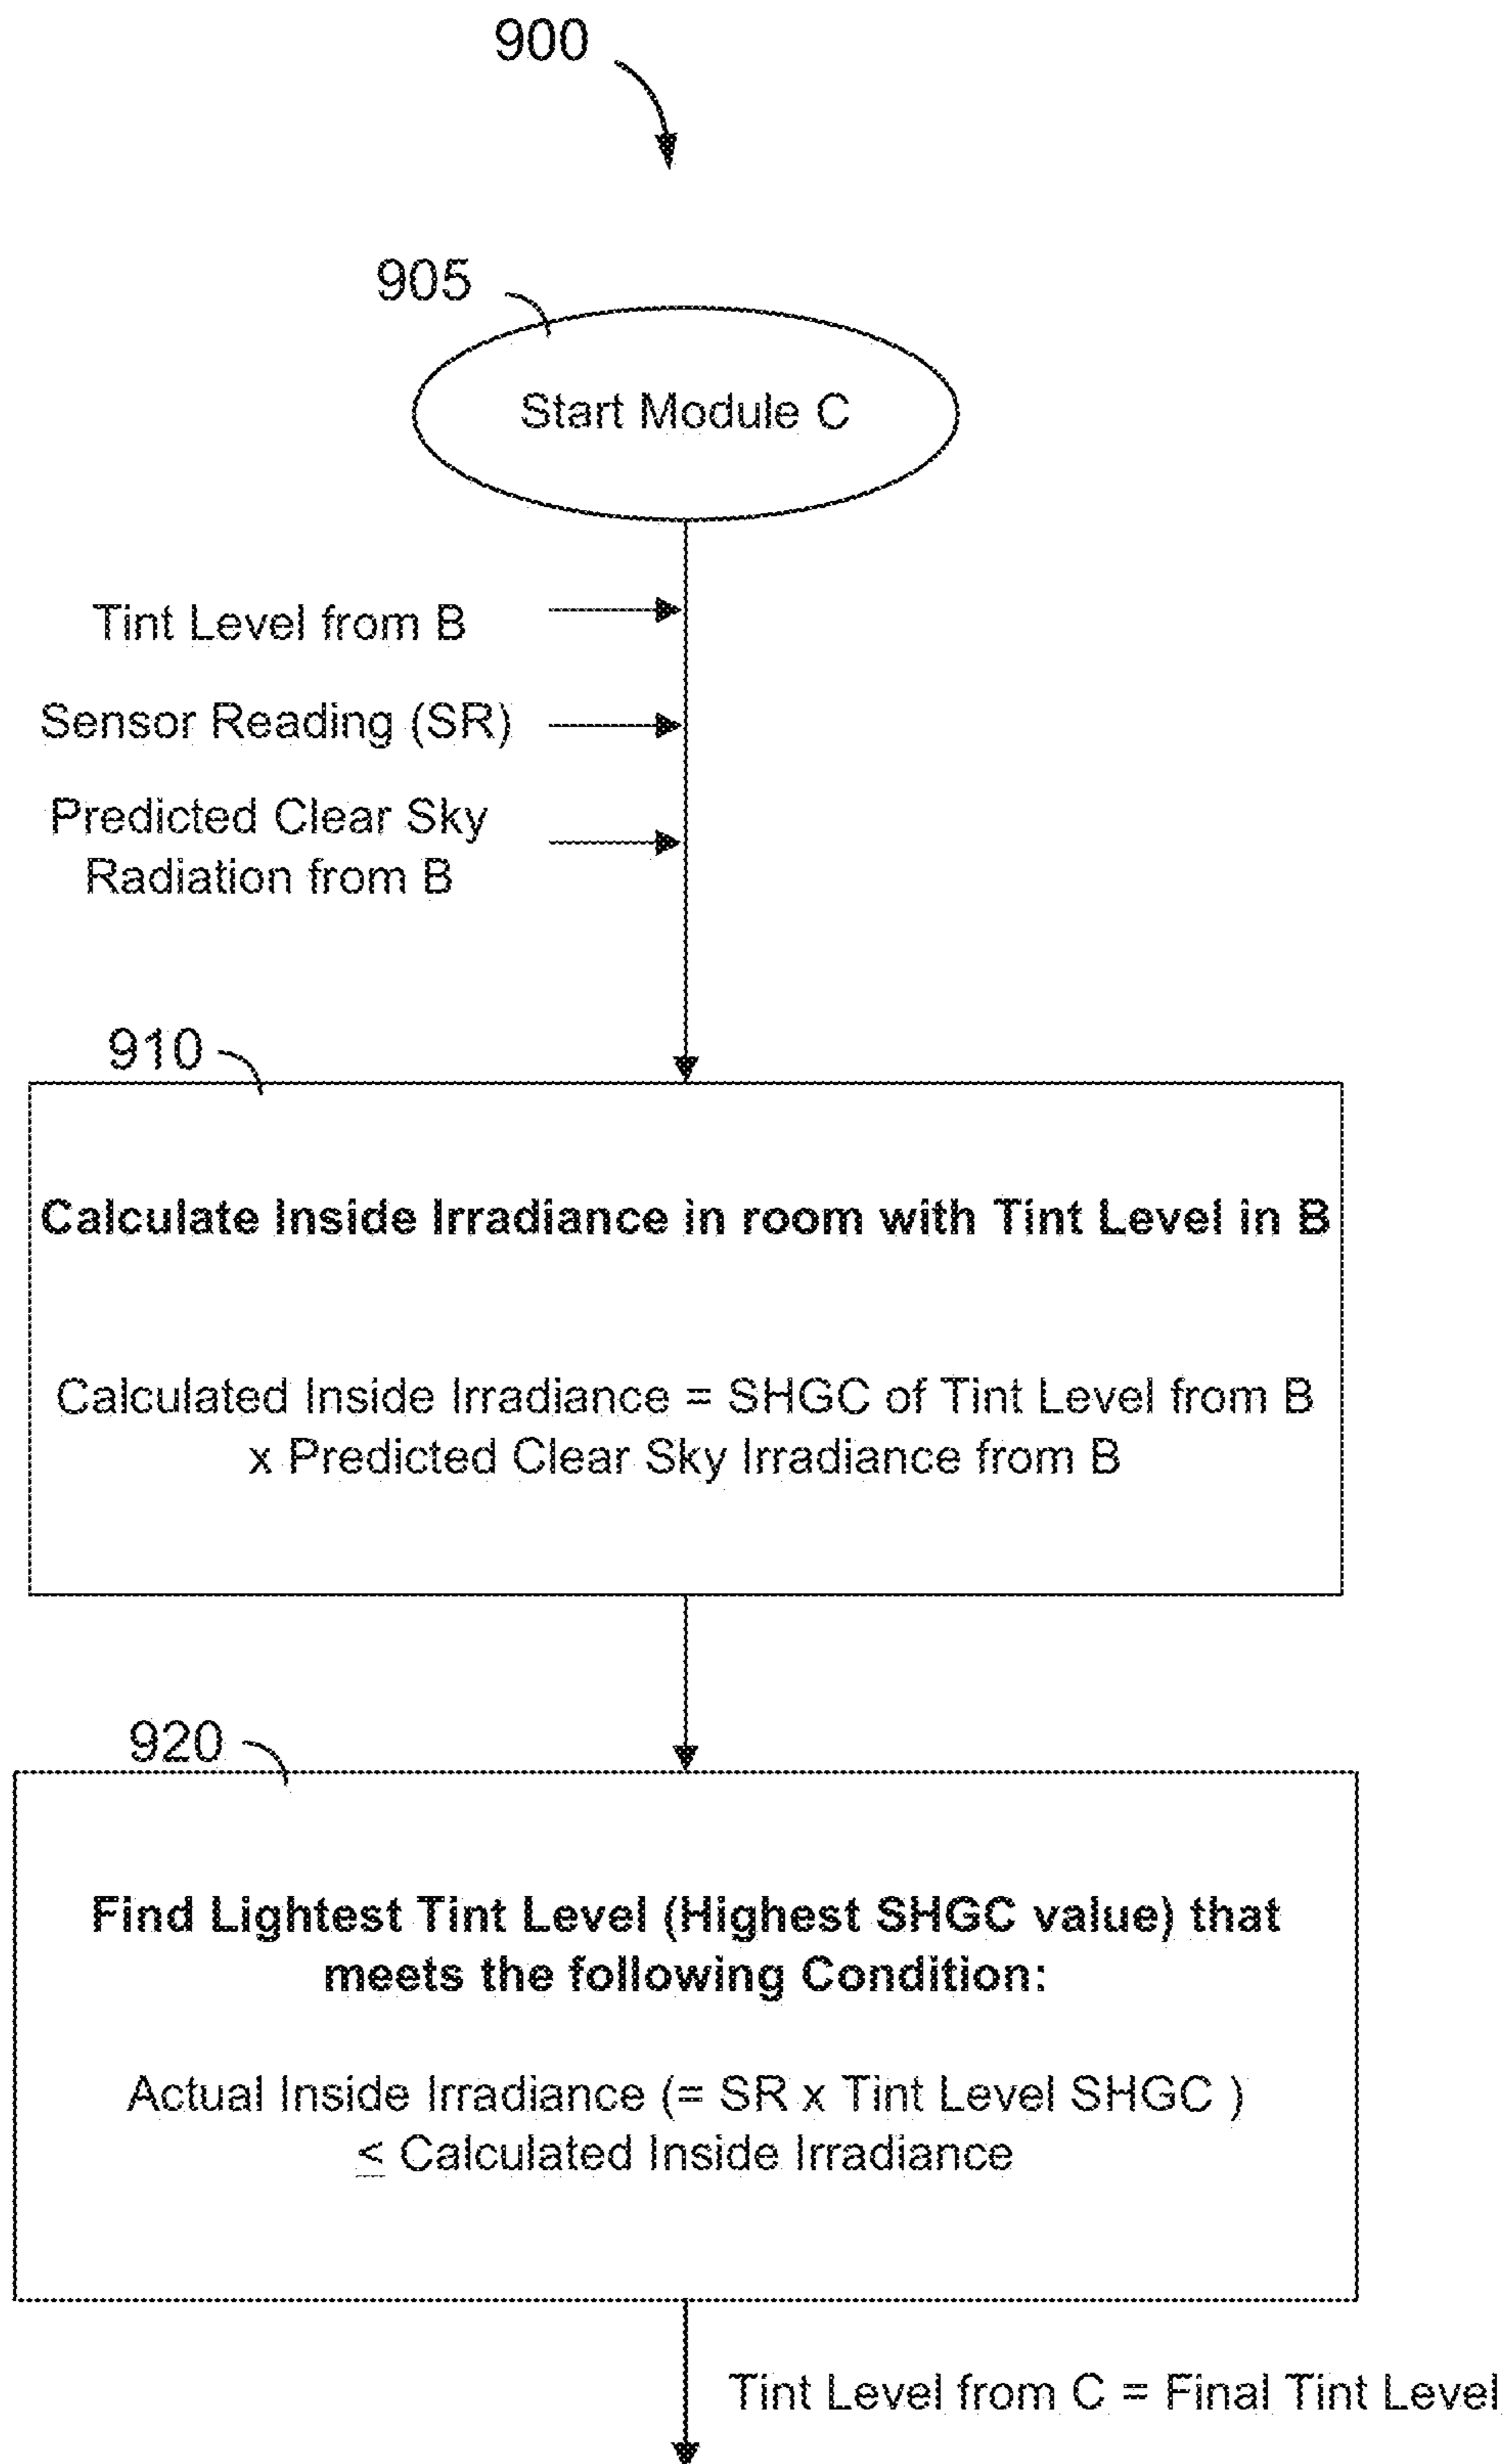 900
905
Start Module C
Tint Level from B
Sensor Reading (SR)
Predicted Clear Sky
Radiation from B
910
Calculate Inside Irradiance in room with Tint Level in B
Calculated Inside Irradiance = SHGC of Tint Level from B
x Predicted Clear Sky Irradiance from B
920
Find Lightest Tint Level (Highest SHGC value) that
meets the following Condition:
Actual Inside Irradiance (= SR x Tint Level SHGC )
≤ Calculated Inside Irradiance
Tint Level from C = Final Tint Level